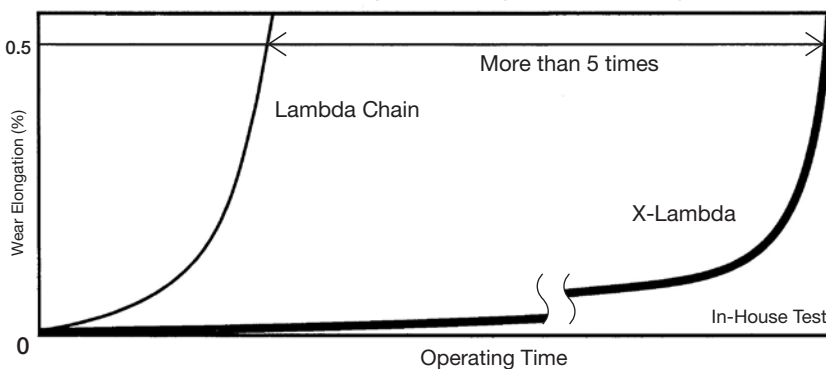 0.5
More than 5 times
Lambda Chain
Wear Elongation (%)
X-Lambda
In-House Test
0
Operating Time